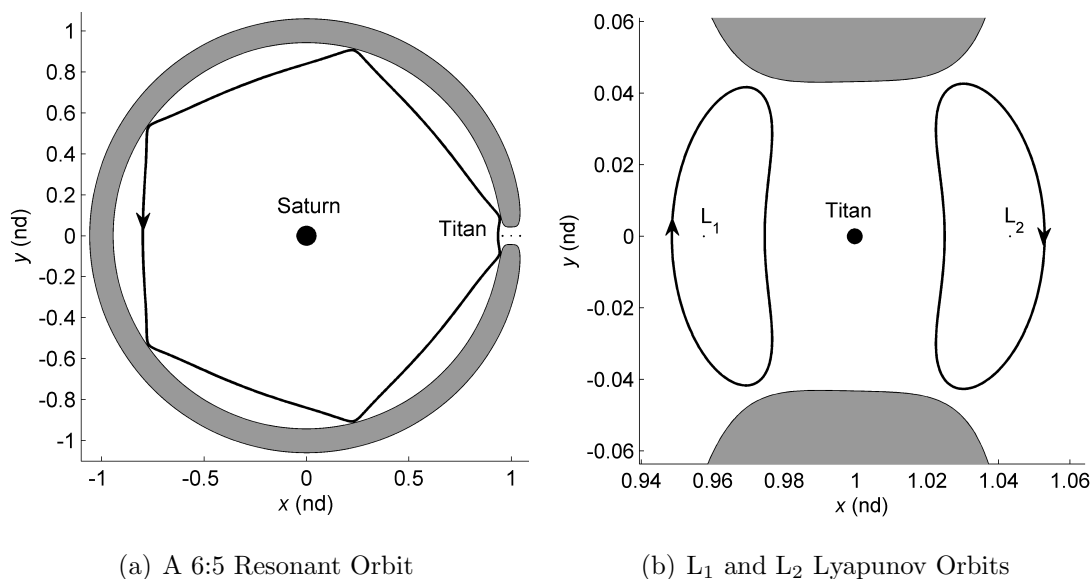 1
0.8
0.6
0.4
0.2
0
-0.2
-0.4
-0.6
-0.8
-1
y (nd)
Saturn
Titan
-1 -0.5 0 0.5 1
x (nd)
0.06
0.04
0.02
0
-0.02
-0.04
-0.06
y (nd)
L1
Titan
L2
0.94 0.96 0.98 1 1.02 1.04 1.06
x (nd)
(a) A 6:5 Resonant Orbit
(b) L1 and L2 Lyapunov Orbits